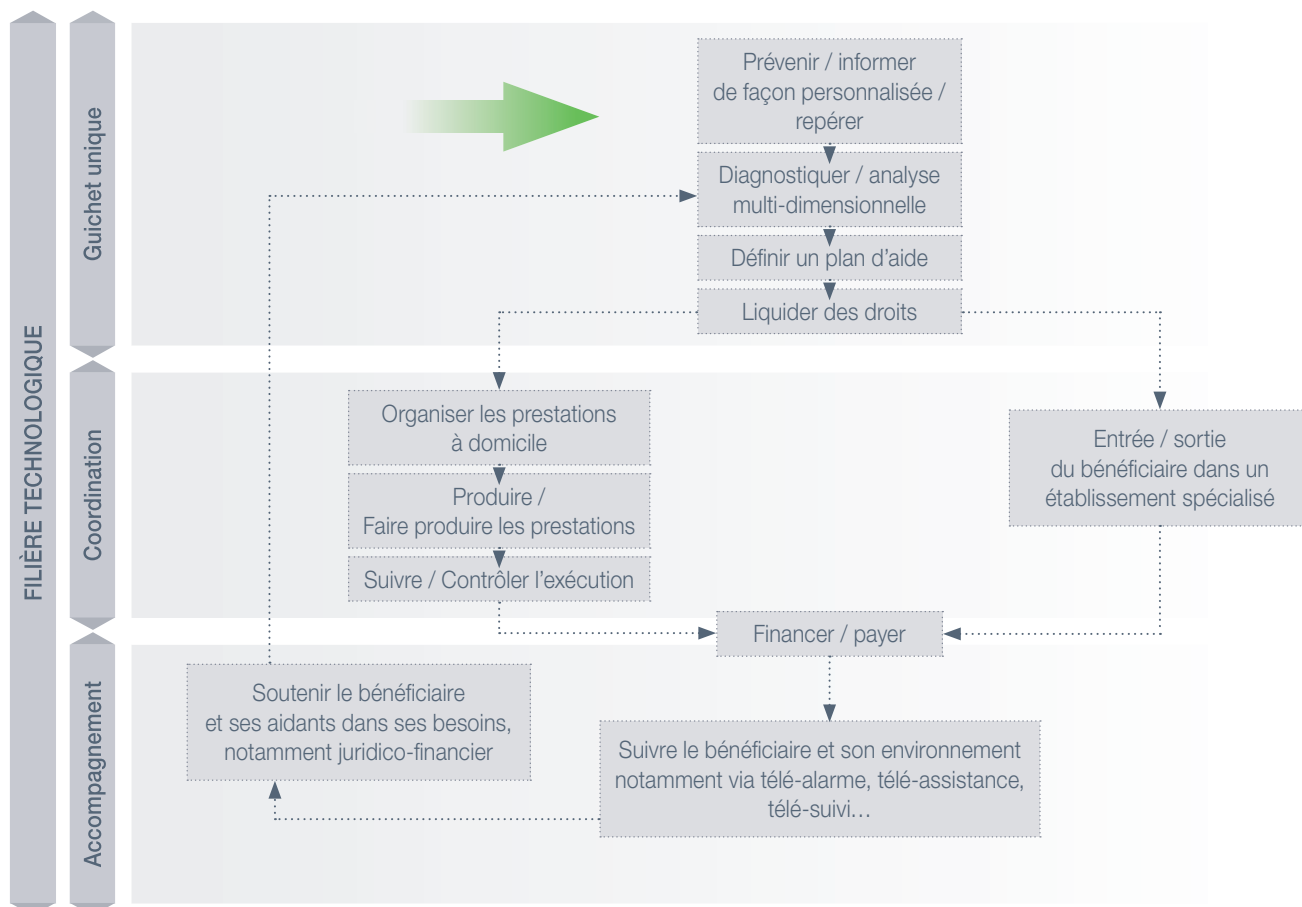 FILIÈRE TECHNOLOGIQUE
Guichet unique
Prévenir / informer
de façon personnalisée /
repérer
Diagnostiquer / analyse
multi-dimensionnelle
Définir un plan d’aide
Liquider des droits
Coordination
Organiser les prestations
à domicile
Produire /
Faire produire les prestations
Suivre / Contrôler l’exécution
Entrée / sortie
du bénéficiaire dans un
établissement spécialisé
Financer / payer
Accompagnement
Soutenir le bénéficiaire
et ses aidants dans ses besoins,
notamment juridico-financier
Suivre le bénéficiaire et son environnement
notamment via télé-alarme, télé-assistance,
télé-suivi…